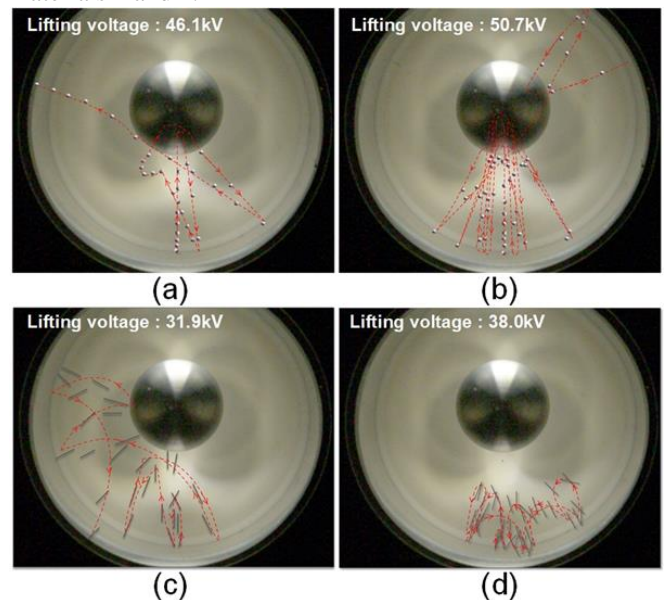 Lifting voltage : 46.1kV
Lifting voltage : 50.7kV
(a)
(b)
Lifting voltage : 31.9kV
Lifting voltage : 38.0kV
(c)
(d)